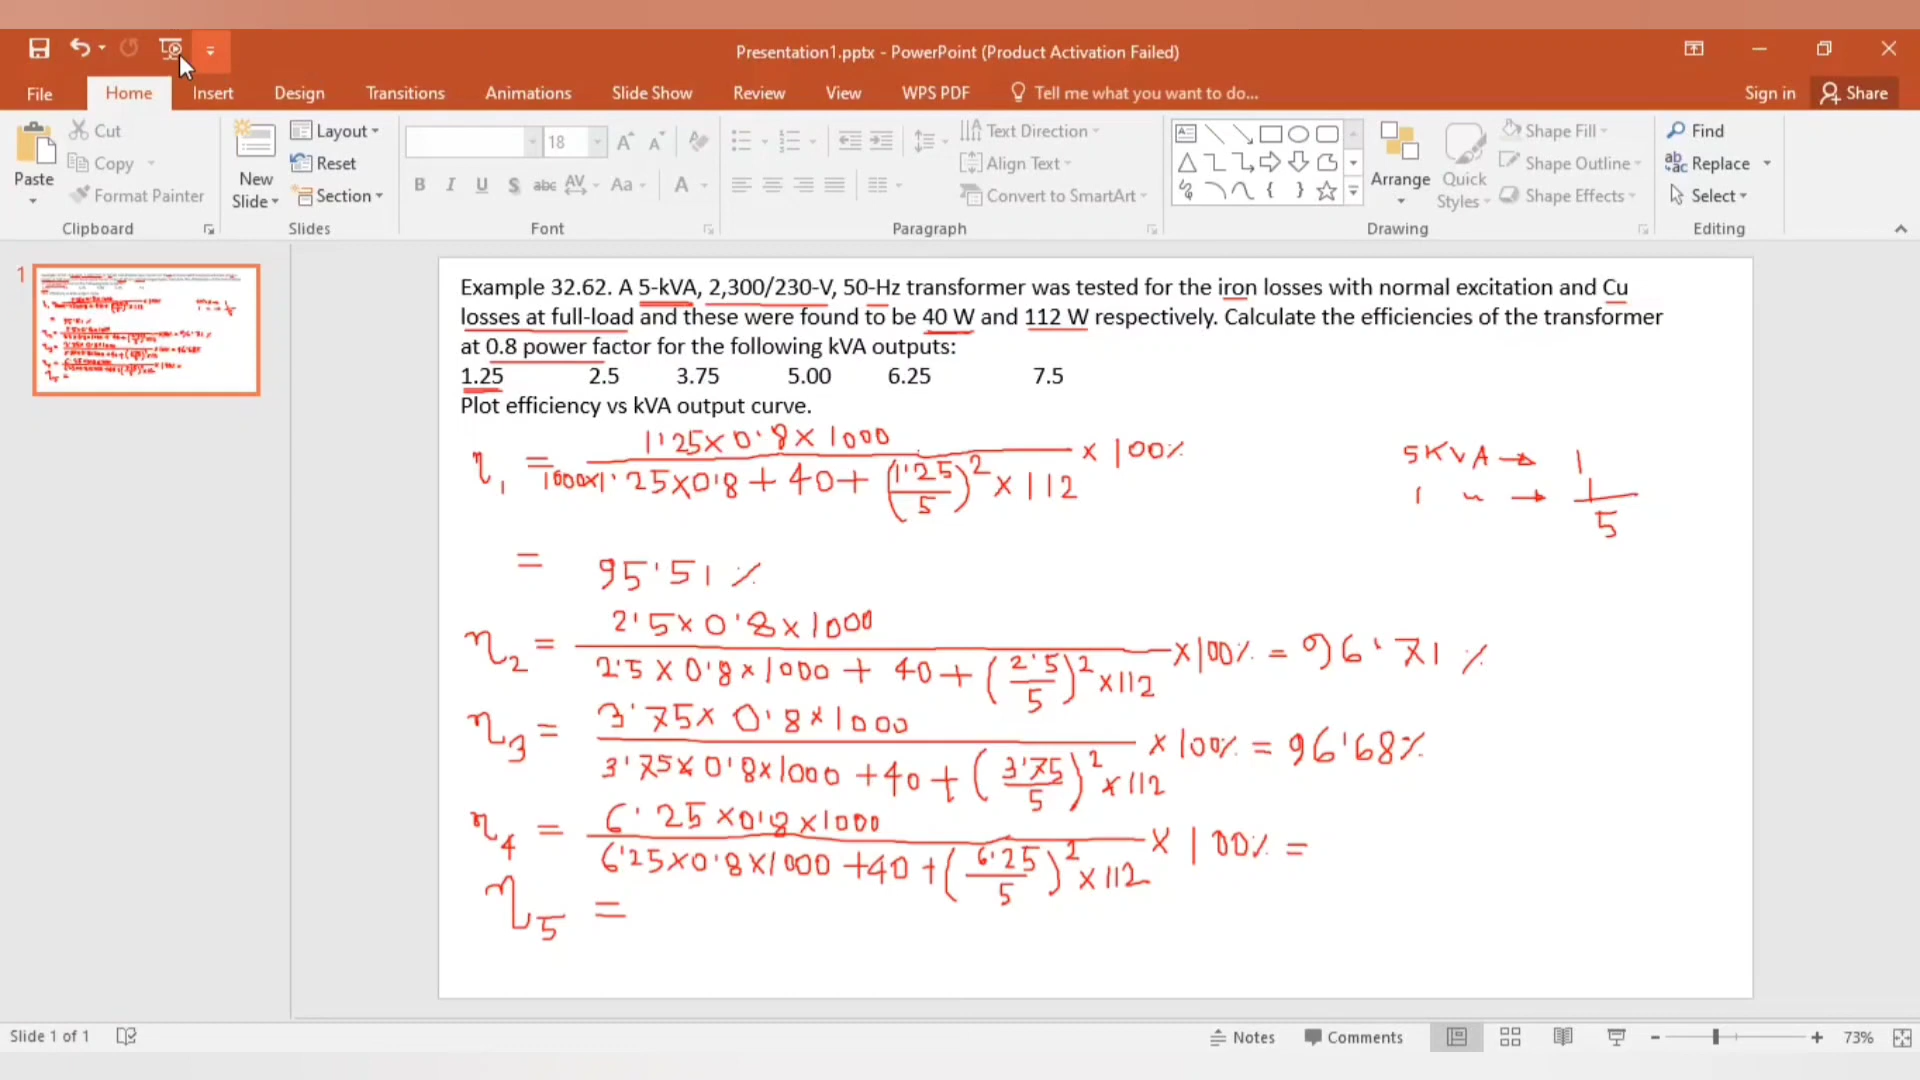 Presentation1.pptx - PowerPoint (Product Activation Failed)
File Home Insert Design Transitions Animations Slide Show Review View WPS PDF Tell me what you want to do... Sign in Share
Paste
Cut
Copy
Format Painter
Clipboard
New Slide
Layout
Reset
Section
Slides
18
B I U S abc AV Aa A
Font
Text Direction
Align Text
Convert to SmartArt
Paragraph
Arrange
Quick Styles
Shape Fill
Shape Outline
Shape Effects
Drawing
Find
Replace
Select
Editing
1
Example 32.62. A 5-kVA, 2,300/230-V, 50-Hz transformer was tested for the iron losses with normal excitation and Cu
losses at full-load and these were found to be 40 W and 112 W respectively. Calculate the efficiencies of the transformer
at 0.8 power factor for the following kVA outputs:
1.25 2.5 3.75 5.00 6.25 7.5
Plot efficiency vs kVA output curve.
η1 = 1.25×0.8×1000 / 1000×1.25×0.8 + 40 + (1.25/5)² × 112 × 100%
= 95.51 %
η2 = 2.5×0.8×1000 / 2.5×0.8×1000 + 40 + (2.5/5)² ×112 ×100% = 96.71 %
η3 = 3.75×0.8×1000 / 3.75×0.8×1000 + 40 + (3.75/5)² ×112 ×100% = 96.68%
η4 = 6.25×0.8×1000 / 6.25×0.8×1000 + 40 + (6.25/5)² ×112 × 100% =
η5 =
5KVA → 1
1 " → 1/5
Slide 1 of 1
Notes Comments 73%